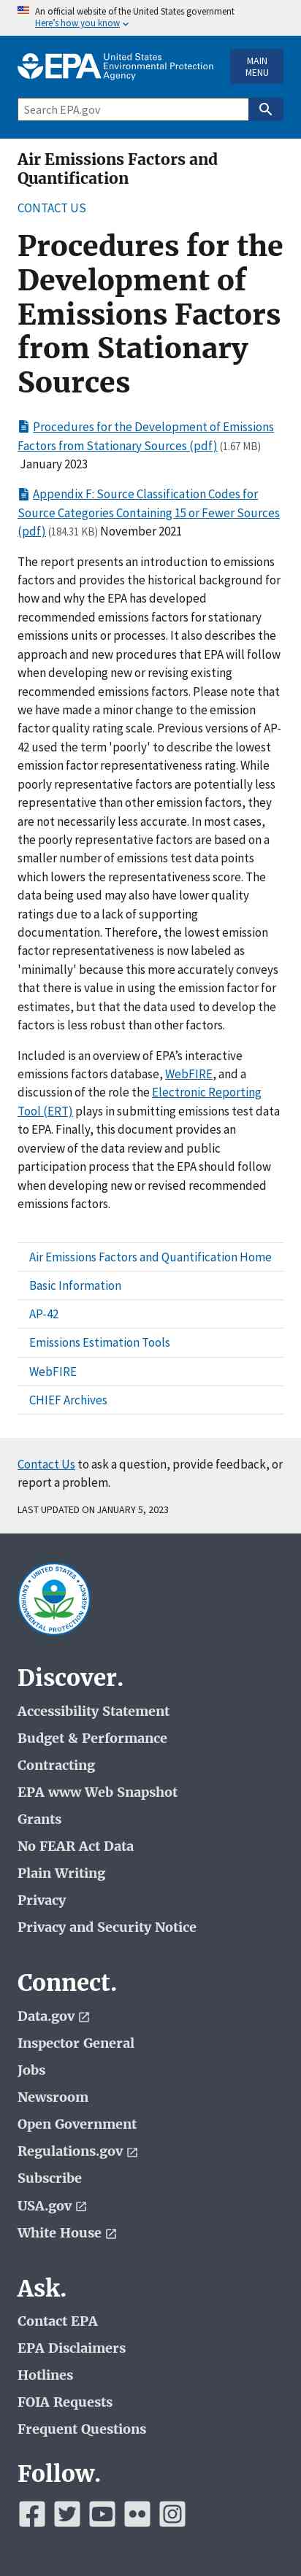 An official website of the United States government
Here's how you know
EPA United States
Environmental Protection
Agency
MAIN
MENU
Search EPA.gov
Air Emissions Factors and
Quantification
CONTACT US
Procedures for the
Development of
Emissions Factors
from Stationary
Sources
Procedures for the Development of Emissions
Factors from Stationary Sources (pdf) (1.67 MB)
January 2023
Appendix F: Source Classification Codes for
Source Categories Containing 15 or Fewer Sources
(pdf) (184.31 KB) November 2021
The report presents an introduction to emissions
factors and provides the historical background for
how and why the EPA has developed
recommended emissions factors for stationary
emissions units or processes. It also describes the
approach and new procedures that EPA will follow
when developing new or revising existing
recommended emissions factors. Please note that
we have made a minor change to the emission
factor quality rating scale. Previous versions of AP-
42 used the term 'poorly' to describe the lowest
emission factor representativeness rating. While
poorly representative factors are potentially less
representative than other emission factors, they
are not necessarily less accurate. In most cases,
the poorly representative factors are based on a
smaller number of emissions test data points
which lowers the representativeness score.
They're being used may also have low quality
ratings due to a lack of supporting
documentation. Therefore, the lowest emission
factor representativeness is now labeled as
'minimally' because this more accurately conveys
that there is value in using the emission factor for
estimates, but that the data used to develop the
factors is less robust than other factors.
Included is an overview of EPA's interactive
emissions factors database, WebFIRE, and a
discussion of the role the Electronic Reporting
Tool (ERT) plays in submitting emissions test data
to EPA. Finally, this document provides an
overview of the data review and public
participation process that the EPA should follow
when developing new or revised recommended
emissions factors.
Air Emissions Factors and Quantification Home
Basic Information
AP-42
Emissions Estimation Tools
WebFIRE
CHIEF Archives
Contact Us to ask a question, provide feedback, or
report a problem.
LAST UPDATED ON JANUARY 5, 2023
UNITED STATES
ENVIRONMENTAL PROTECTION AGENCY
Discover.
Accessibility Statement
Budget & Performance
Contracting
EPA www Web Snapshot
Grants
No FEAR Act Data
Plain Writing
Privacy
Privacy and Security Notice
Connect.
Data.gov
Inspector General
Jobs
Newsroom
Open Government
Regulations.gov
Subscribe
USA.gov
White House
Ask.
Contact EPA
EPA Disclaimers
Hotlines
FOIA Requests
Frequent Questions
Follow.